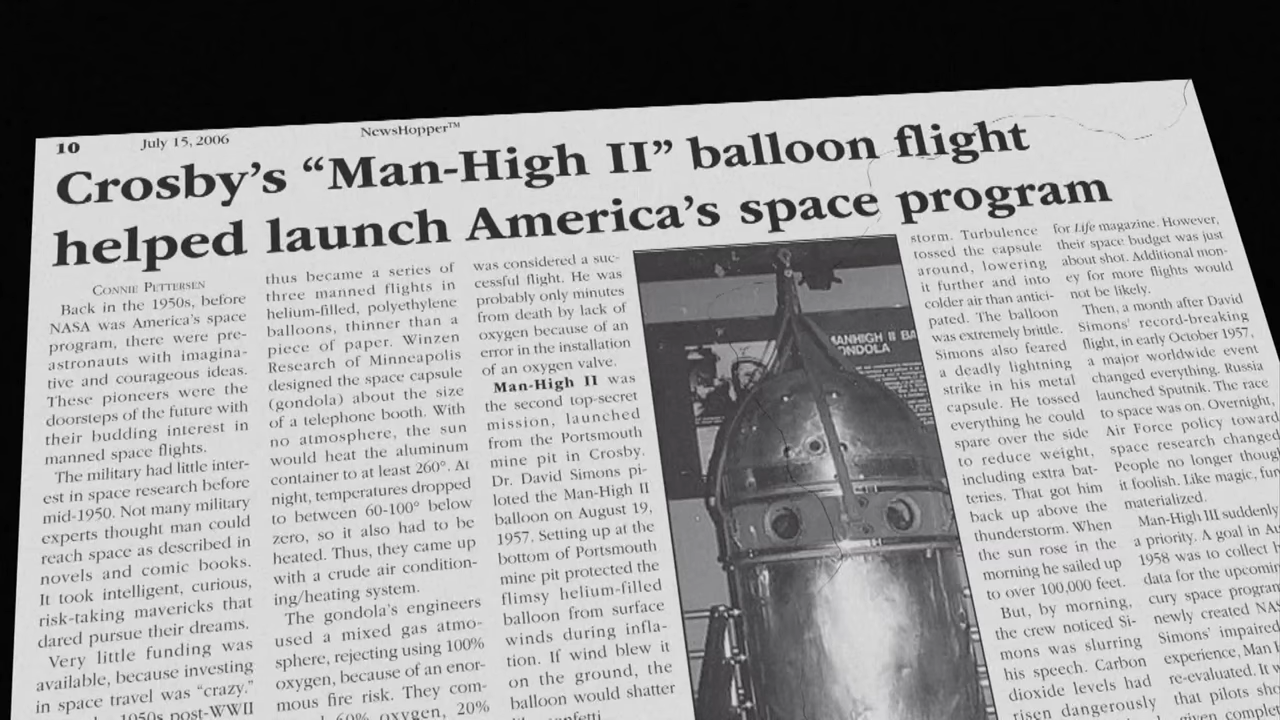 10 July 15, 2006 NewsHopper™
Crosby's “Man-High II” balloon flight
helped launch America's space program
CONNIE PETTERSEN
Back in the 1950s, before
NASA was America's space
program, there were pre-
astronauts with imagina-
tive and courageous ideas.
These pioneers were the
doorsteps of the future with
their budding interest in
manned space flights.
The military had little inter-
est in space research before
mid-1950. Not many military
experts thought man could
reach space as described in
novels and comic books.
It took intelligent, curious,
risk-taking mavericks that
dared pursue their dreams.
Very little funding was
available, because investing
in space travel was “crazy.”
1950s post-WWII
thus became a series of
three manned flights in
helium-filled, polyethylene
balloons, thinner than a
piece of paper. Winzen
Research of Minneapolis
designed the space capsule
(gondola) about the size
of a telephone booth. With
no atmosphere, the sun
would heat the aluminum
container to at least 260°. At
night, temperatures dropped
to between 60-100° below
zero, so it also had to be
heated. Thus, they came up
with a crude air condition-
ing/heating system.
The gondola's engineers
used a mixed gas atmo-
sphere, rejecting using 100%
oxygen, because of an enor-
mous fire risk. They com-
60% oxygen, 20%
was considered a suc-
cessful flight. He was
probably only minutes
from death by lack of
oxygen because of an
error in the installation
of an oxygen valve.
Man-High II was
the second top-secret
mission, launched
from the Portsmouth
mine pit in Crosby.
Dr. David Simons pi-
loted the Man-High II
balloon on August 19,
1957. Setting up at the
bottom of Portsmouth
mine pit protected the
flimsy helium-filled
balloon from surface
winds during infla-
tion. If wind blew it
on the ground, the
balloon would shatter
confetti
MANHIGH II BA
ONDOLA
storm. Turbulence
tossed the capsule
around, lowering
it further and into
colder air than antici-
pated. The balloon
was extremely brittle.
Simons also feared
a deadly lightning
strike in his metal
capsule. He tossed
everything he could
spare over the side
to reduce weight,
including extra bat-
teries. That got him
back up above the
thunderstorm. When
the sun rose in the
morning he sailed up
to over 100,000 feet.
But, by morning,
the crew noticed Si-
mons was slurring
his speech. Carbon
dioxide levels had
risen dangerously
for Life magazine. However,
their space budget was just
about shot. Additional mon-
ey for more flights would
not be likely.
Then, a month after David
Simons' record-breaking
flight, in early October 1957,
a major worldwide event
changed everything. Russia
launched Sputnik. The race
to space was on. Overnight,
Air Force policy toward
space research changed
People no longer though
it foolish. Like magic, fun
materialized.
Man-High III suddenly
a priority. A goal in Au
1958 was to collect h
data for the upcomin
cury space program
newly created NA
Simons' impaired
experience, Man H
re-evaluated. It w
that pilots sho
given complet